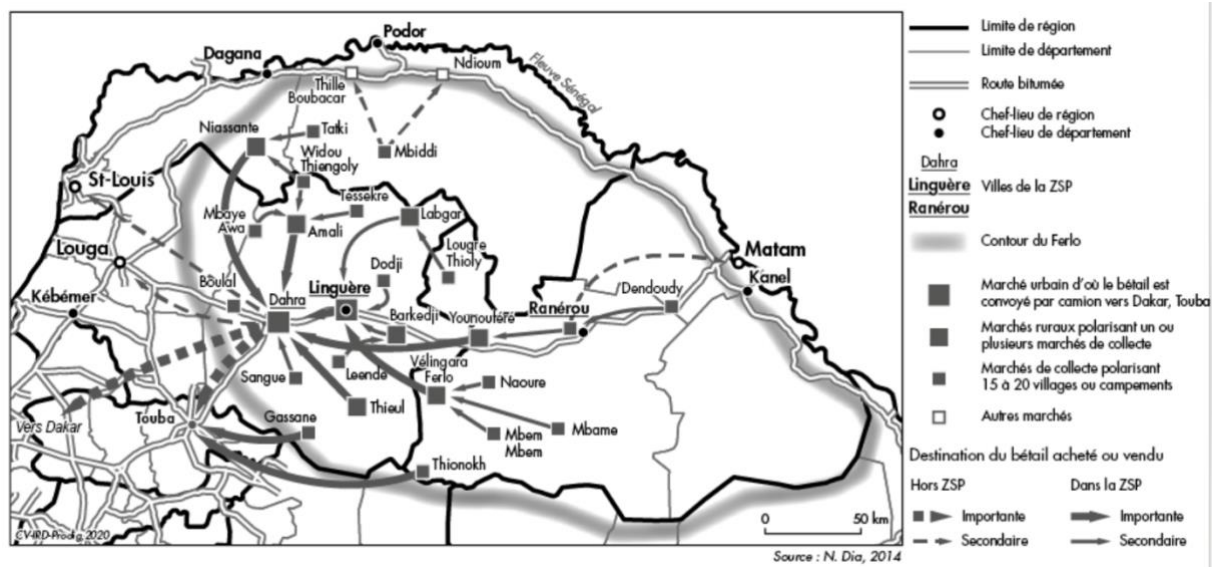 Podor
Dagana
Ndioum
Fleuve Sénégal
Thille
Boubacar
Niassante
Tatki
Mbiddi
Widou
Thiengoly
St-Louis
Tessekre
Mbaye
Awa
Amali
Labgar
Louga
Lougre
Thioly
Matam
Dodji
Kanel
Boulal
Linguère
Dendoudy
Kébémer
Dahra
Ranérou
Barkedji
Younouféré
Leende
Vélingara
Ferlo
Sangue
Naoure
Thieul
Touba
Gassane
Vers Dakar
Mbem
Mbem
Mbame
Thionokh
CV-IRD-Prodig, 2020
0 50 km
Source : N. Dia, 2014
Limite de région
Limite de département
Route bitumée
Chef-lieu de région
Chef-lieu de département
Dahra
Linguère
Ranérou
Villes de la ZSP
Contour du Ferlo
Marché urbain d'où le bétail est
convoyé par camion vers Dakar, Touba
Marchés ruraux polarisant un ou
plusieurs marchés de collecte
Marchés de collecte polarisant
15 à 20 villages ou campements
Autres marchés
Destination du bétail acheté ou vendu
Hors ZSP Dans la ZSP
Importante Importante
Secondaire Secondaire